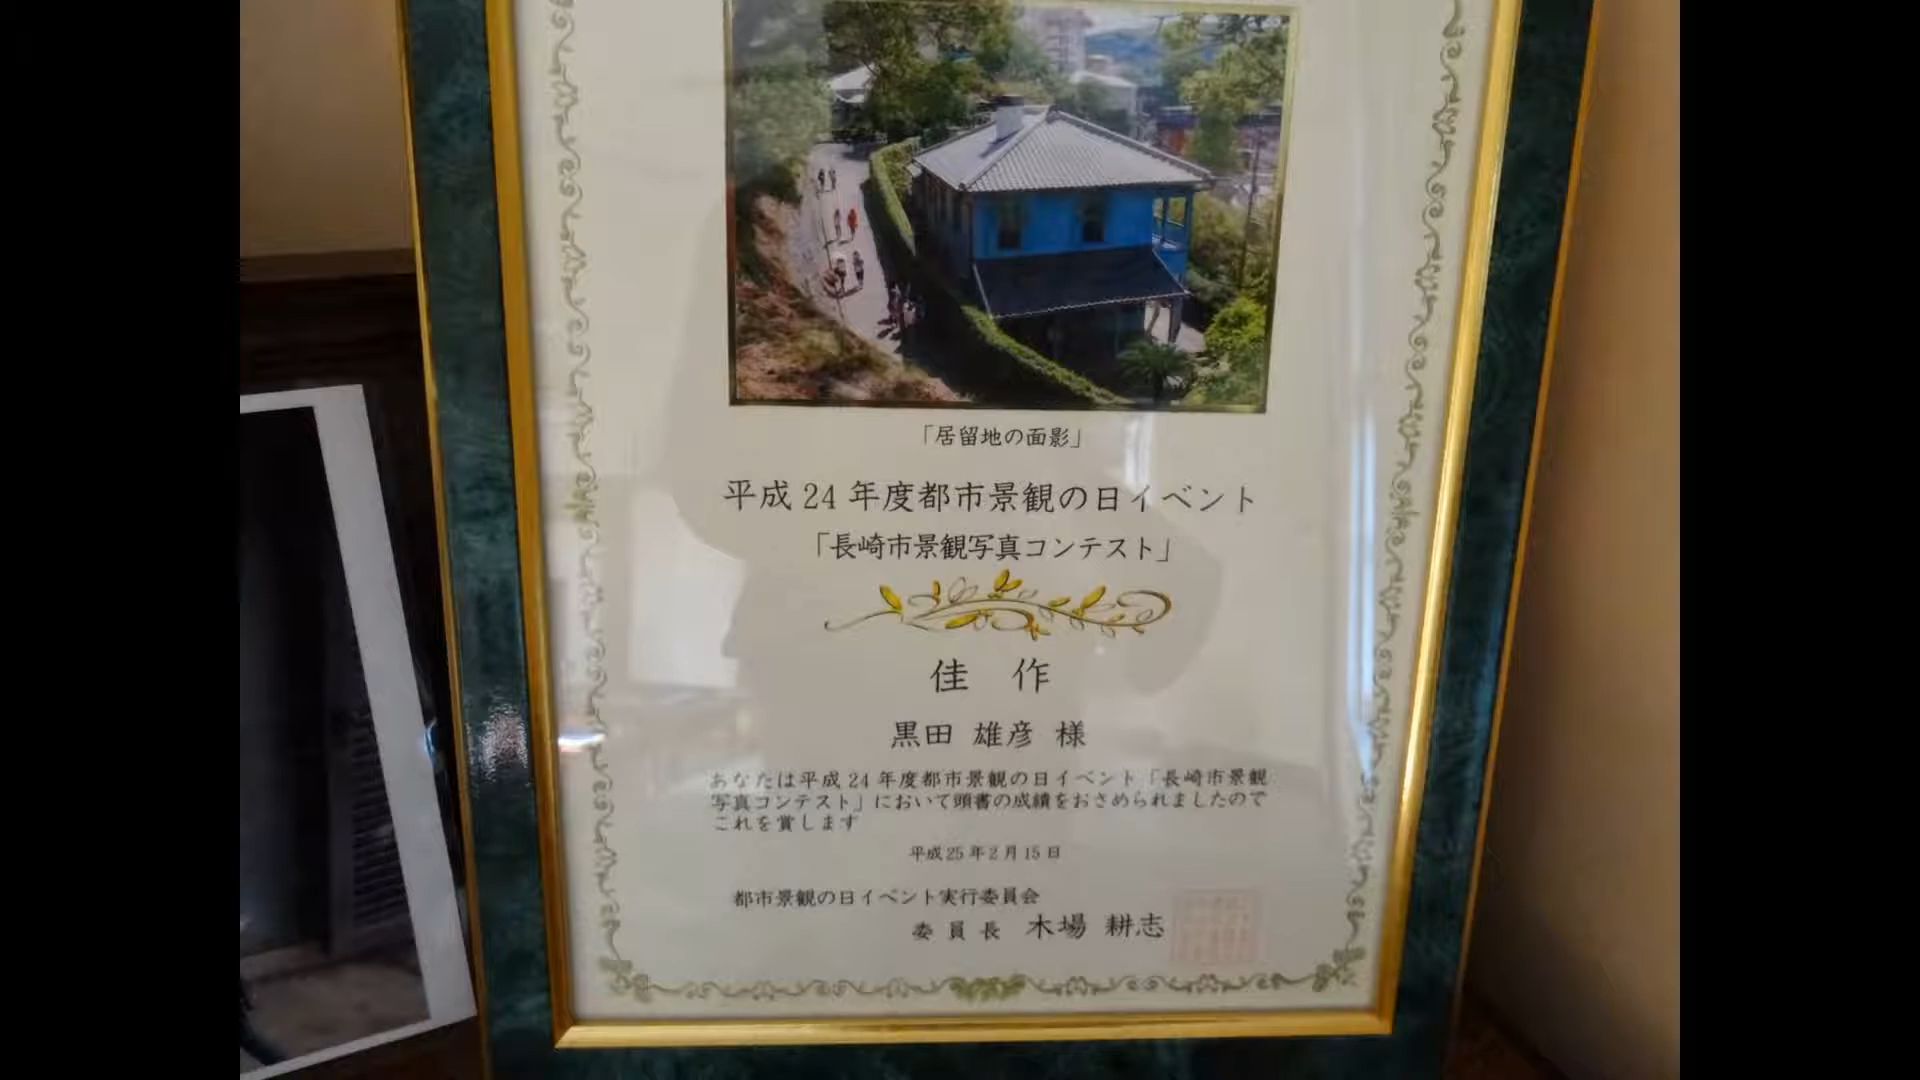 「居留地の面影」
平成24年度都市景観の日イベント
「長崎市景観写真コンテスト」
佳 作
黒田 雄彦 様
あなたは平成24年度都市景観の日イベント「長崎市景観
写真コンテスト」において頭書の成績をおさめられましたので
これを賞します
平成25年2月15日
都市景観の日イベント実行委員会
委員長 木場 耕志